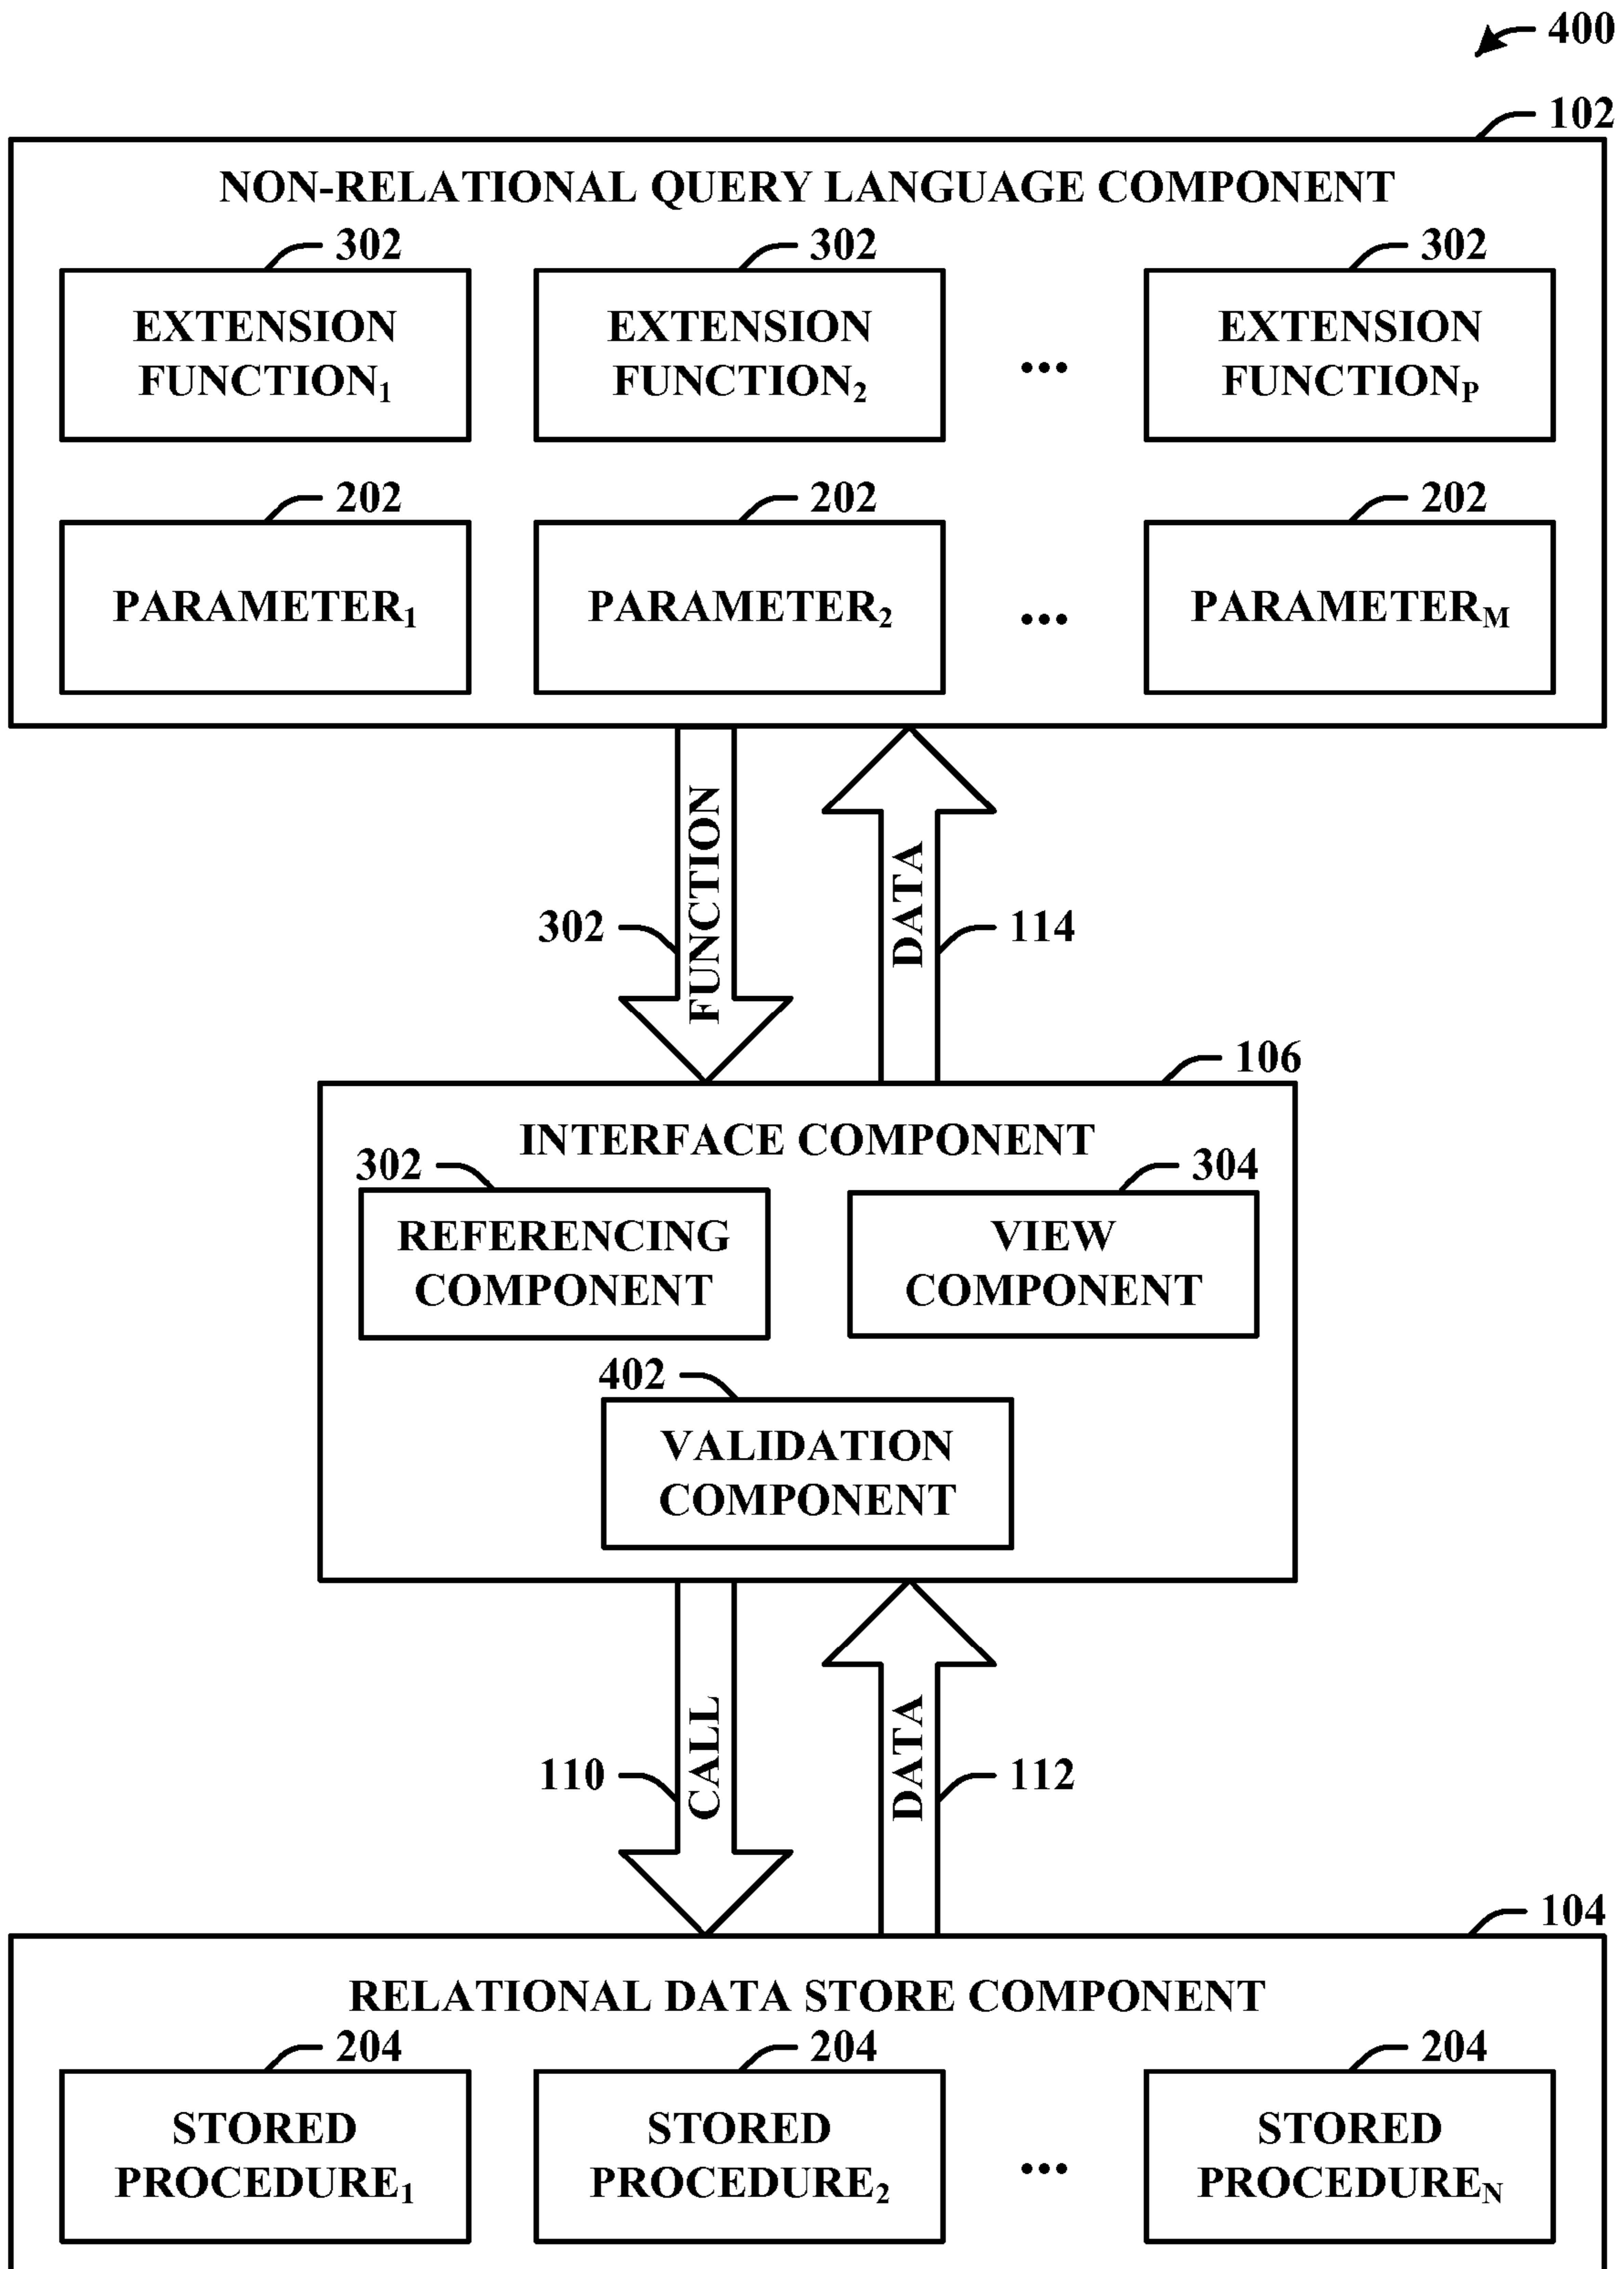 400
102
NON-RELATIONAL QUERY LANGUAGE COMPONENT
302 302 302
EXTENSION EXTENSION EXTENSION
FUNCTION₁ FUNCTION₂ ... FUNCTIONP
202 202 202
PARAMETER₁ PARAMETER₂ ... PARAMETERM
FUNCTION
DATA
302
114
106
INTERFACE COMPONENT
302 304
REFERENCING VIEW
COMPONENT COMPONENT
402
VALIDATION
COMPONENT
CALL
DATA
110
112
104
RELATIONAL DATA STORE COMPONENT
204 204 204
STORED STORED STORED
PROCEDURE₁ PROCEDURE₂ ... PROCEDUREN